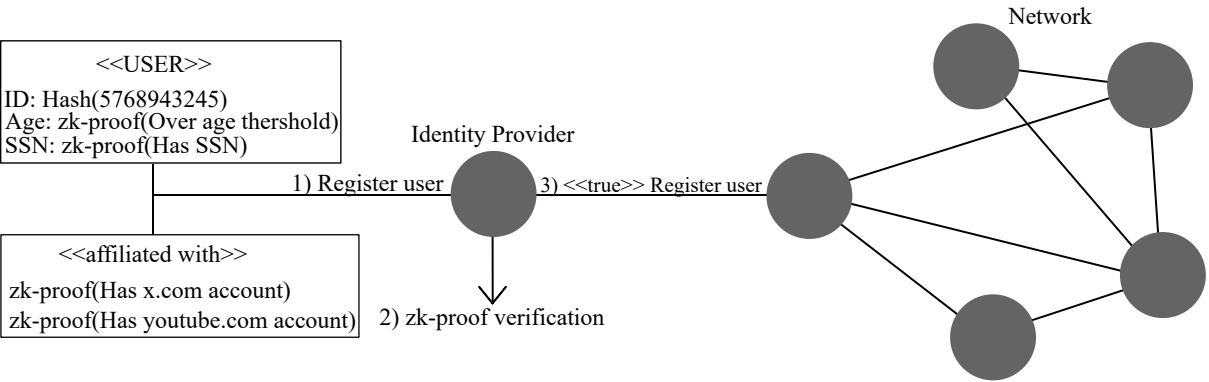 Network
<<USER>>
ID: Hash(5768943245)
Age: zk-proof(Over age thershold)
SSN: zk-proof(Has SSN)
Identity Provider
1) Register user
3) <<true>> Register user
<<affiliated with>>
zk-proof(Has x.com account)
zk-proof(Has youtube.com account)
2) zk-proof verification